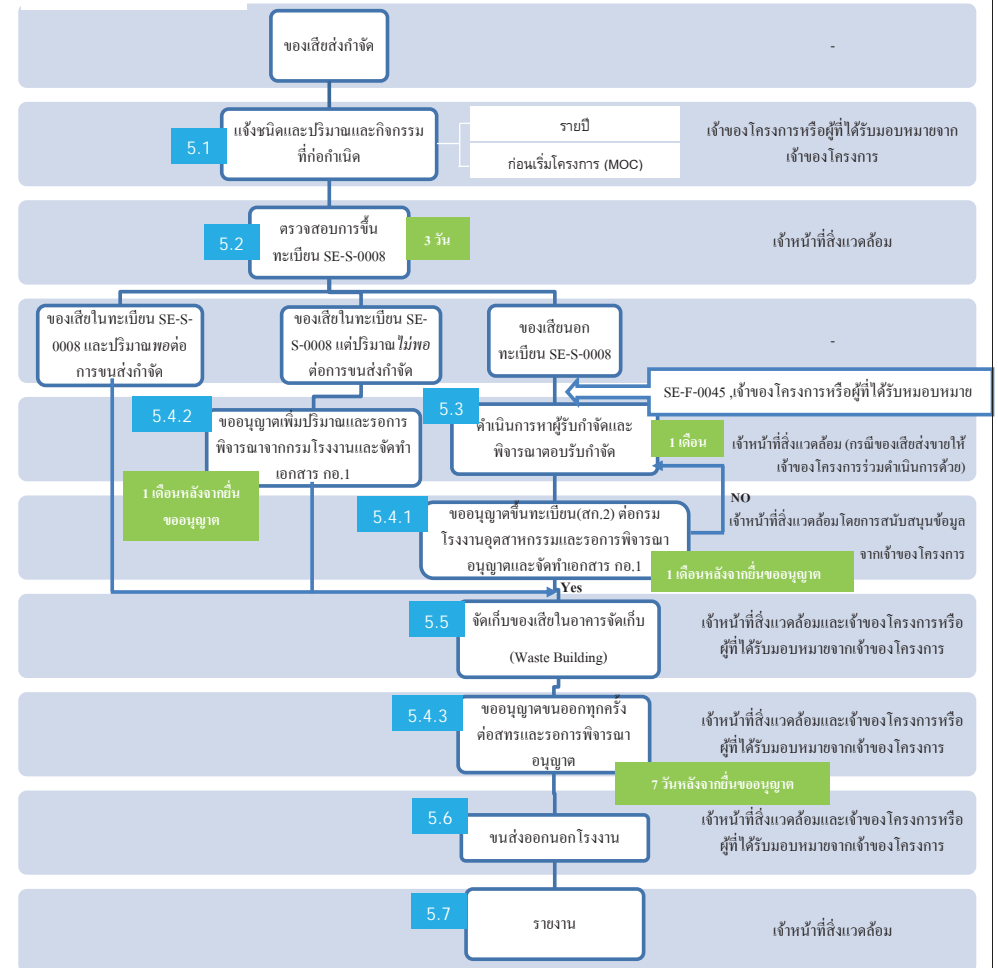 ของเสียส่งกำจัด
-
5.1
แจ้งชนิดและปริมาณและกิจกรรม
ที่ก่อกำเนิด
รายปี
ก่อนเริ่มโครงการ (MOC)
เจ้าของโครงการหรือผู้ที่ได้รับมอบหมายจาก
เจ้าของโครงการ
5.2
ตรวจสอบการขึ้น
ทะเบียน SE-S-0008
3 วัน
เจ้าหน้าที่สิ่งแวดล้อม
ของเสียในทะเบียน SE-S-
0008 และปริมาณพอต่อ
การขนส่งกำจัด
ของเสียในทะเบียน SE-
S-0008 แต่ปริมาณไม่พอ
ต่อการขนส่งกำจัด
ของเสียนอก
ทะเบียน SE-S-0008
-
SE-F-0045 ,เจ้าของโครงการหรือผู้ที่ได้รับหมอบหมาย
5.4.2
ขออนุญาตเพิ่มปริมาณและรอการ
พิจารณาจากกรมโรงงานและจัดทำ
เอกสาร กอ.1
1 เดือนหลังจากยื่น
ขออนุญาต
5.3
ดำเนินการหาผู้รับกำจัดและ
พิจารณาตอบรับกำจัด
1 เดือน
เจ้าหน้าที่สิ่งแวดล้อม (กรณีของเสียส่งขายให้
เจ้าของโครงการร่วมดำเนินการด้วย)
NO
5.4.1
ขออนุญาตขึ้นทะเบียน(สก.2) ต่อกรม
โรงงานอุตสาหกรรมและรอการพิจารณา
อนุญาตและจัดทำเอกสาร กอ.1
1 เดือนหลังจากยื่นขออนุญาต
เจ้าหน้าที่สิ่งแวดล้อมโดยการสนับสนุนข้อมูล
จากเจ้าของโครงการ
Yes
5.5
จัดเก็บของเสียในอาคารจัดเก็บ
(Waste Building)
เจ้าหน้าที่สิ่งแวดล้อมและเจ้าของโครงการหรือ
ผู้ที่ได้รับมอบหมายจากเจ้าของโครงการ
5.4.3
ขออนุญาตขนออกทุกครั้ง
ต่อสทรและรอการพิจารณา
อนุญาต
7 วันหลังจากยื่นขออนุญาต
เจ้าหน้าที่สิ่งแวดล้อมและเจ้าของโครงการหรือ
ผู้ที่ได้รับมอบหมายจากเจ้าของโครงการ
5.6
ขนส่งออกนอกโรงงาน
เจ้าหน้าที่สิ่งแวดล้อมและเจ้าของโครงการหรือ
ผู้ที่ได้รับมอบหมายจากเจ้าของโครงการ
5.7
รายงาน
เจ้าหน้าที่สิ่งแวดล้อม